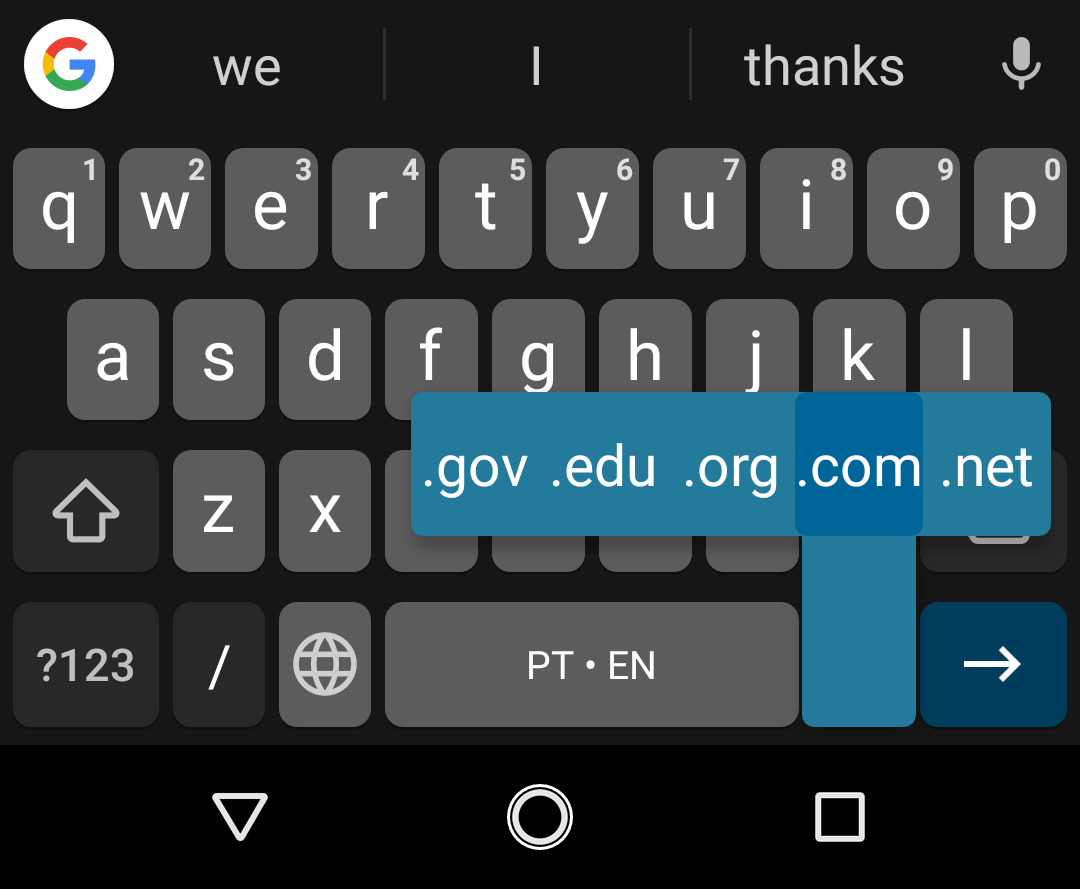 G we I thanks
q 1 w 2 e 3 r 4 t 5 y 6 u 7 i 8 o 9 p 0
a s d f g h j k l
.gov .edu .org .com .net
z x
?123 / PT • EN